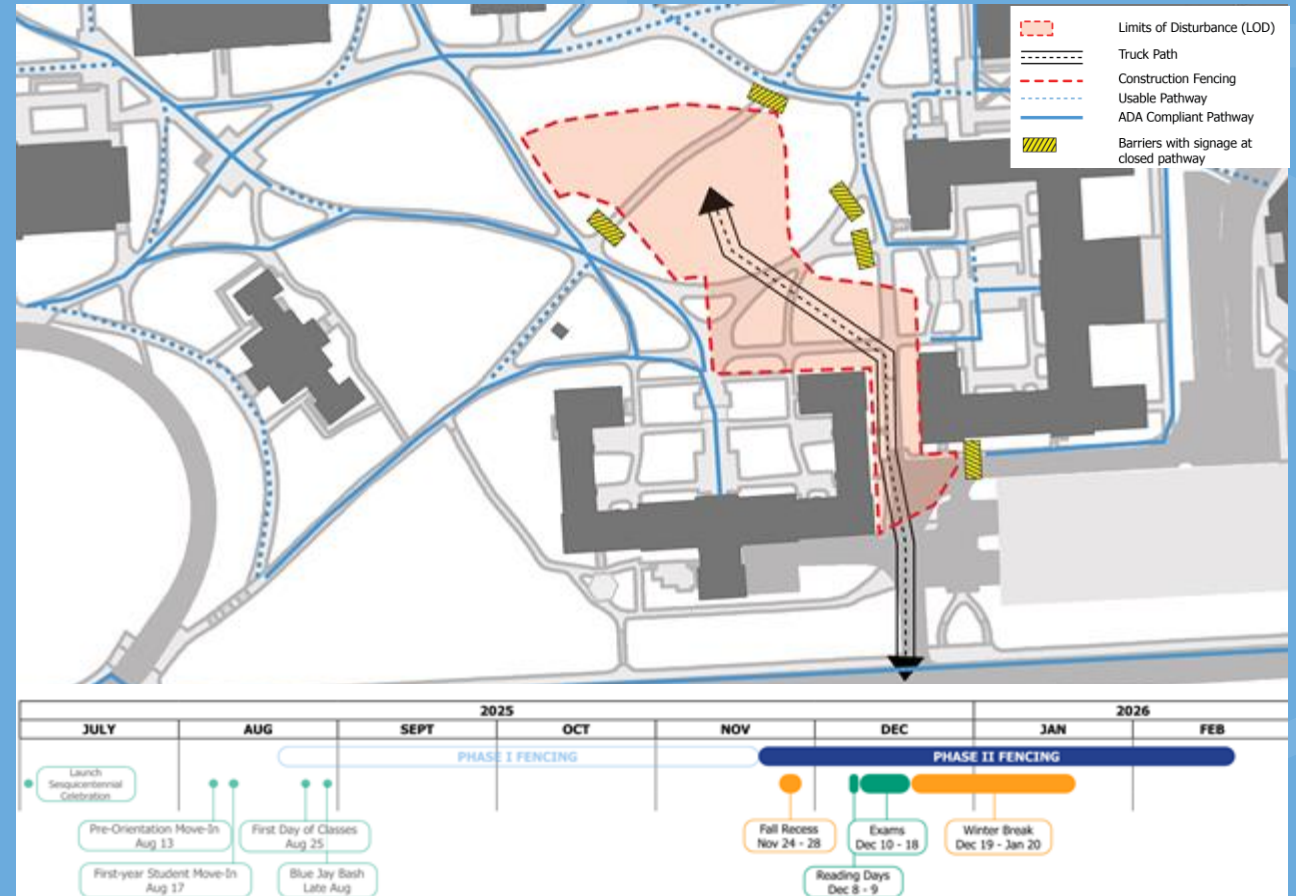 Limits of Disturbance (LOD)
Truck Path
Construction Fencing
Usable Pathway
ADA Compliant Pathway
Barriers with signage at
closed pathway
2025
2026
JULY
AUG
SEPT
OCT
NOV
DEC
JAN
FEB
PHASE I FENCING
PHASE II FENCING
Launch
Sesquicentennial
Celebration
Pre-Orientation Move-In
Aug 13
First Day of Classes
Aug 25
Fall Recess
Nov 24 - 28
Exams
Dec 10 - 18
Winter Break
Dec 19 - Jan 20
First-year Student Move-In
Aug 17
Blue Jay Bash
Late Aug
Reading Days
Dec 8 - 9